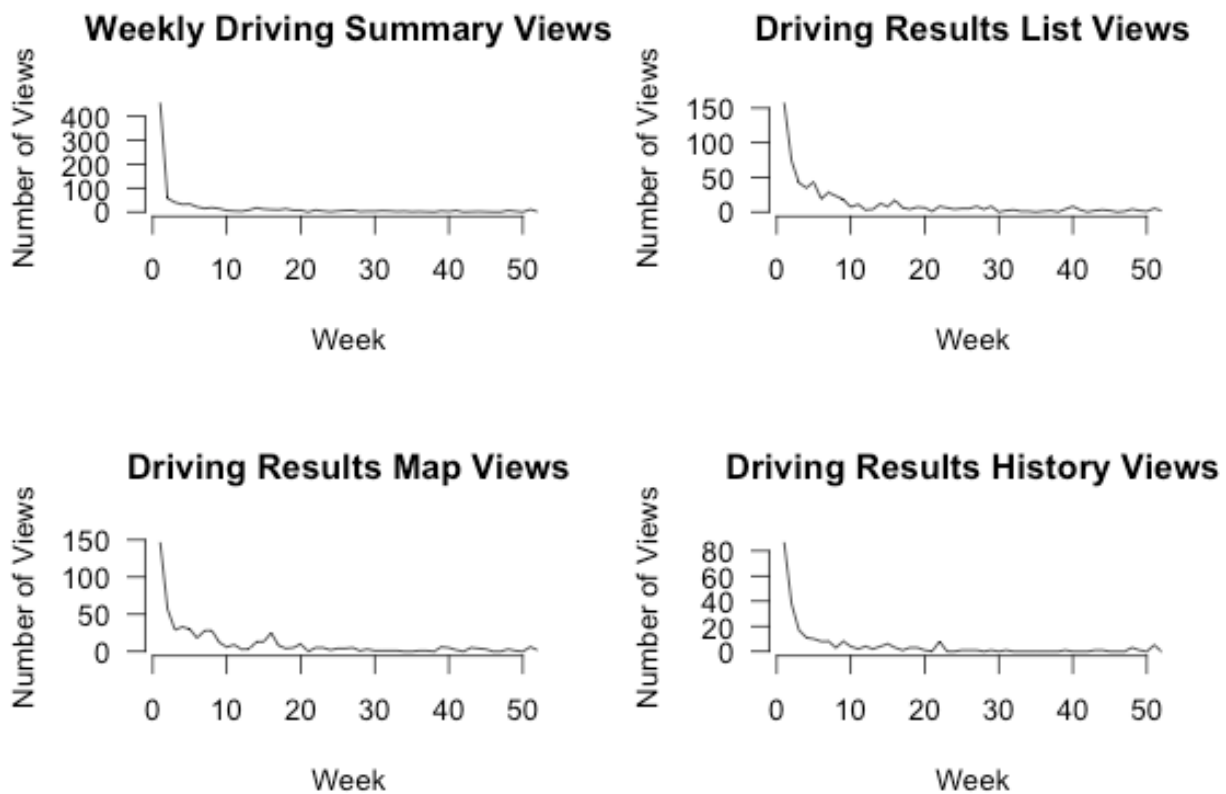 Weekly Driving Summary Views
Number of Views
400
300
200
100
0
0 10 20 30 40 50
Week
Driving Results List Views
Number of Views
150
100
50
0
0 10 20 30 40 50
Week
Driving Results Map Views
Number of Views
150
100
50
0
0 10 20 30 40 50
Week
Driving Results History Views
Number of Views
80
60
40
20
0
0 10 20 30 40 50
Week